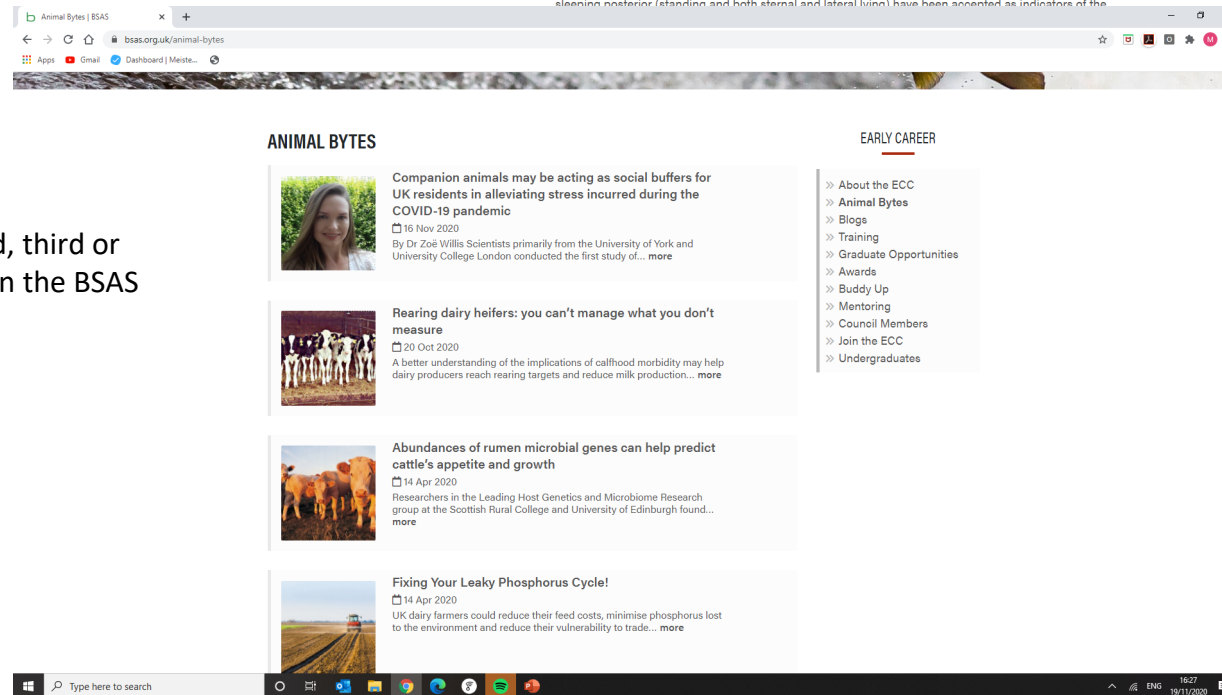 sleeping posterior (standing and both sternal and lateral lying) have been accepted as indicators of the
Animal Bytes | BSAS
bsas.org.uk/animal-bytes
Apps
Gmail
Dashboard | Meiste...
M
third or
n the BSAS
ANIMAL BYTES
Companion animals may be acting as social buffers for
UK residents in alleviating stress incurred during the
COVID-19 pandemic
16 Nov 2020
By Dr Zoë Willis Scientists primarily from the University of York and
University College London conducted the first study of... more
Rearing dairy heifers: you can't manage what you don't
measure
20 Oct 2020
A better understanding of the implications of calfhood morbidity may help
dairy producers reach rearing targets and reduce milk production... more
Abundances of rumen microbial genes can help predict
cattle's appetite and growth
14 Apr 2020
Researchers in the Leading Host Genetics and Microbiome Research
group at the Scottish Rural College and University of Edinburgh found...
more
Fixing Your Leaky Phosphorus Cycle!
14 Apr 2020
UK dairy farmers could reduce their feed costs, minimise phosphorus lost
to the environment and reduce their vulnerability to trade... more
EARLY CAREER
» About the ECC
» Animal Bytes
» Blogs
» Training
» Graduate Opportunities
» Awards
» Buddy Up
» Mentoring
» Council Members
» Join the ECC
» Undergraduates
Type here to search
ENG
16:27
19/11/2020